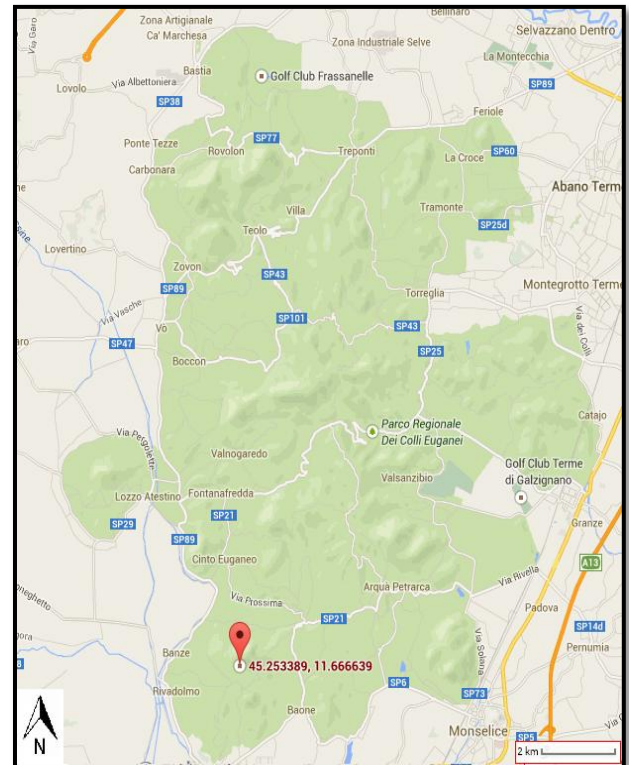 Zona Artigianale
Ca' Marchesa
Bellinaro
Selvazzano Dentro
Via Garo
Zona Industriale Selve
La Montecchia
Bastia
Golf Club Frassanelle
Via Albettoniera
Lovolo
SP89
SP38
Feriole
SP77
Ponte Tezze
Rovolon
Treponti
La Croce
SP60
Carbonara
Abano Terme
Villa
Tramonte
Teolo
SP25d
Lovertino
Zovon
SP43
Montegrotto Terme
SP89
Torreglia
Via Vasche
SP101
Vò
SP43
Via dei Colli
SP47
SP25
Boccon
Catajo
Parco Regionale
Dei Colli Euganei
Via Pergolette
Valnogaredo
Golf Club Terme
di Galzignano
Valsanzibio
Lozzo Atestino
Fontanafredda
SP21
SP29
Granze
SP89
Cinto Euganeo
A13
Via Rivella
Arquà Petrarca
Via Prossima
Padova
SP21
SP14d
Via Solana
Pernumia
Banze
45.253389, 11.666639
Rivadolmo
SP6
SP73
Baone
Monselice
SP5
N
2 km